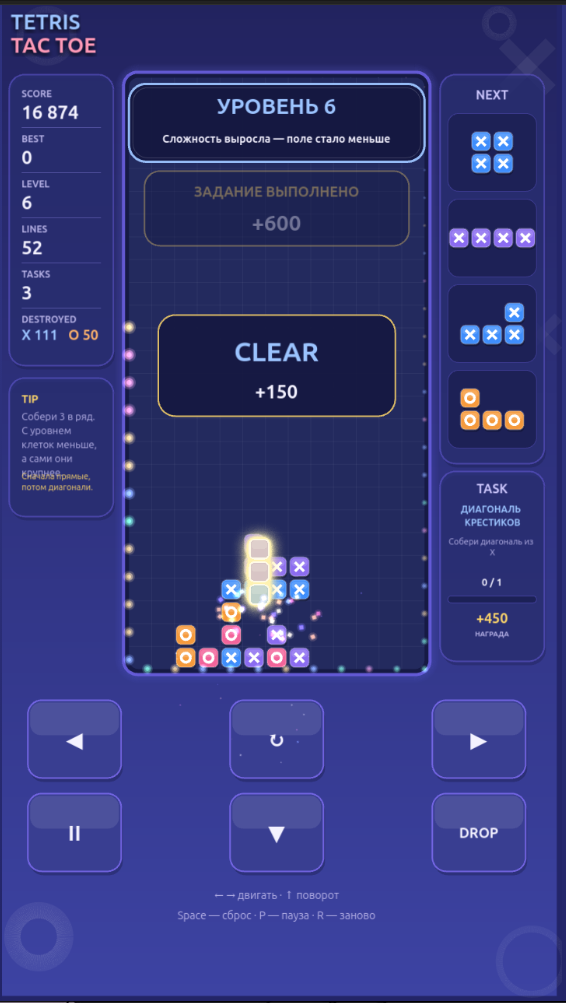 TETRIS
TAC TOE
SCORE
16 874
BEST
0
LEVEL
6
LINES
52
TASKS
3
DESTROYED
X 111 O 50
TIP
Собери 3 в ряд.
С уровнем
клеток меньше,
а сами они
крупнее.
Сначала прямые,
потом диагонали.
УРОВЕНЬ 6
Сложность выросла — поле стало меньше
ЗАДАНИЕ ВЫПОЛНЕНО
+600
CLEAR
+150
NEXT
TASK
ДИАГОНАЛЬ
КРЕСТИКОВ
Собери диагональ из
X
0 / 1
+450
НАГРАДА
DROP
← → двигать · ↑ поворот
Space — сброс · P — пауза · R — заново